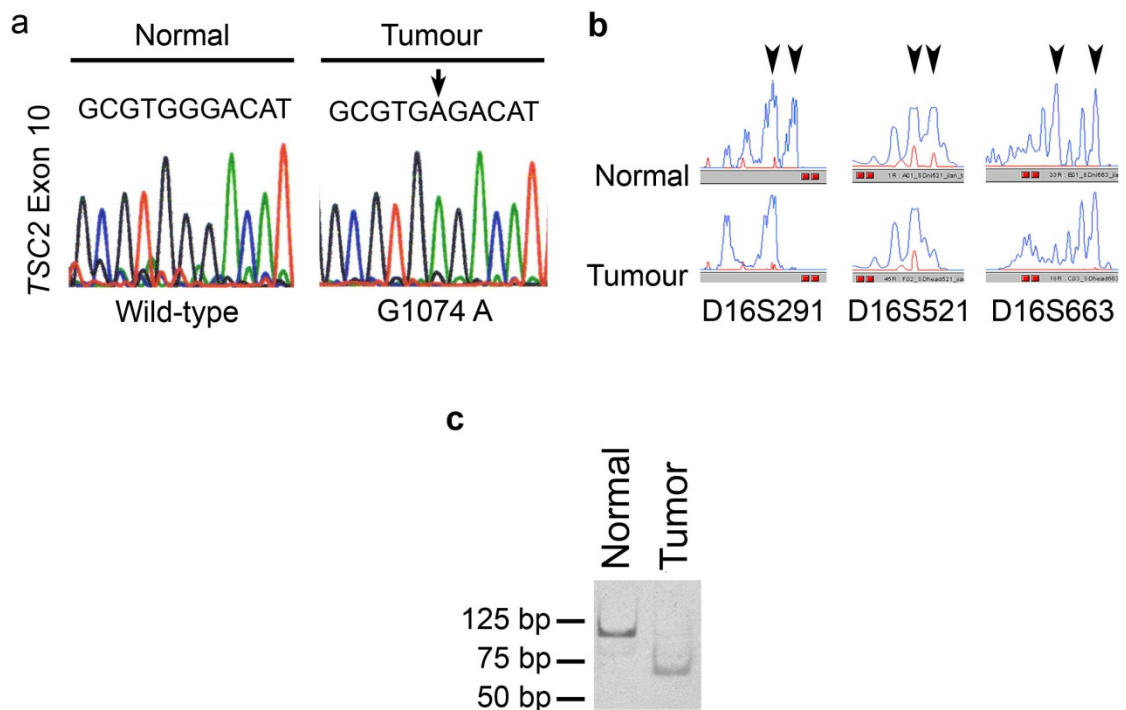 a
Normal
Tumour
GCGTGGGACAT
GCGTGAGACAT
TSC2 Exon 10
Wild-type
G1074 A
b
Normal
Tumour
D16S291
D16S521
D16S663
c
Normal
Tumor
125 bp
75 bp
50 bp